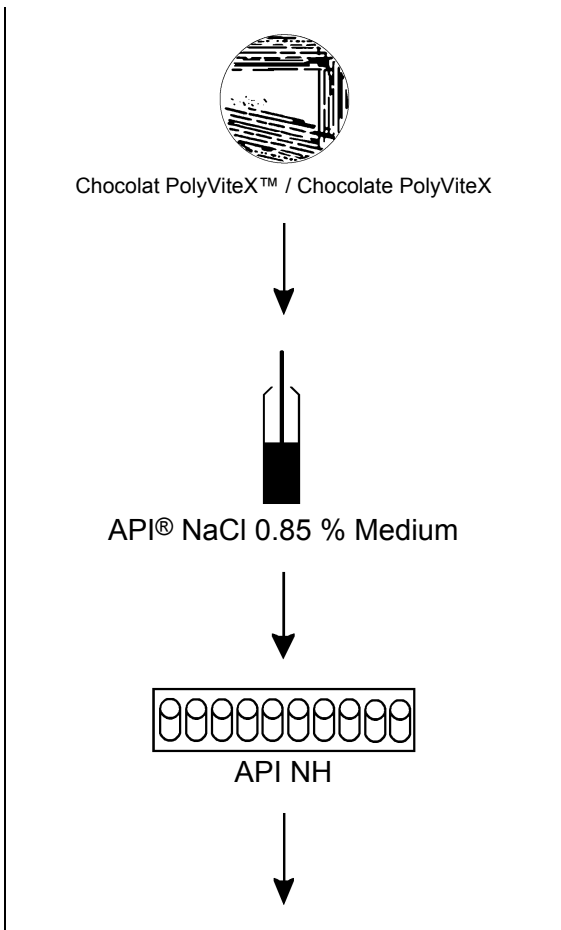 Chocolat PolyViteX™ / Chocolate PolyViteX
API® NaCl 0.85 % Medium
API NH